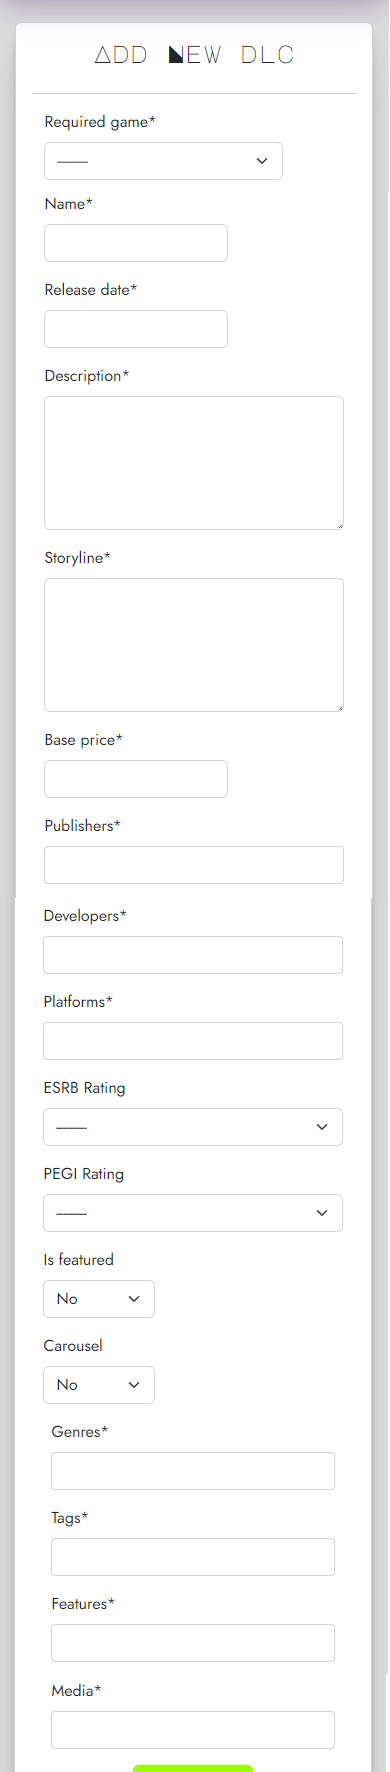 ADD NEW DLC
Required game*
---------
Name*
Release date*
Description*
Storyline*
Base price*
Publishers*
Developers*
Platforms*
ESRB Rating
---------
PEGI Rating
---------
Is featured
No
Carousel
No
Genres*
Tags*
Features*
Media*